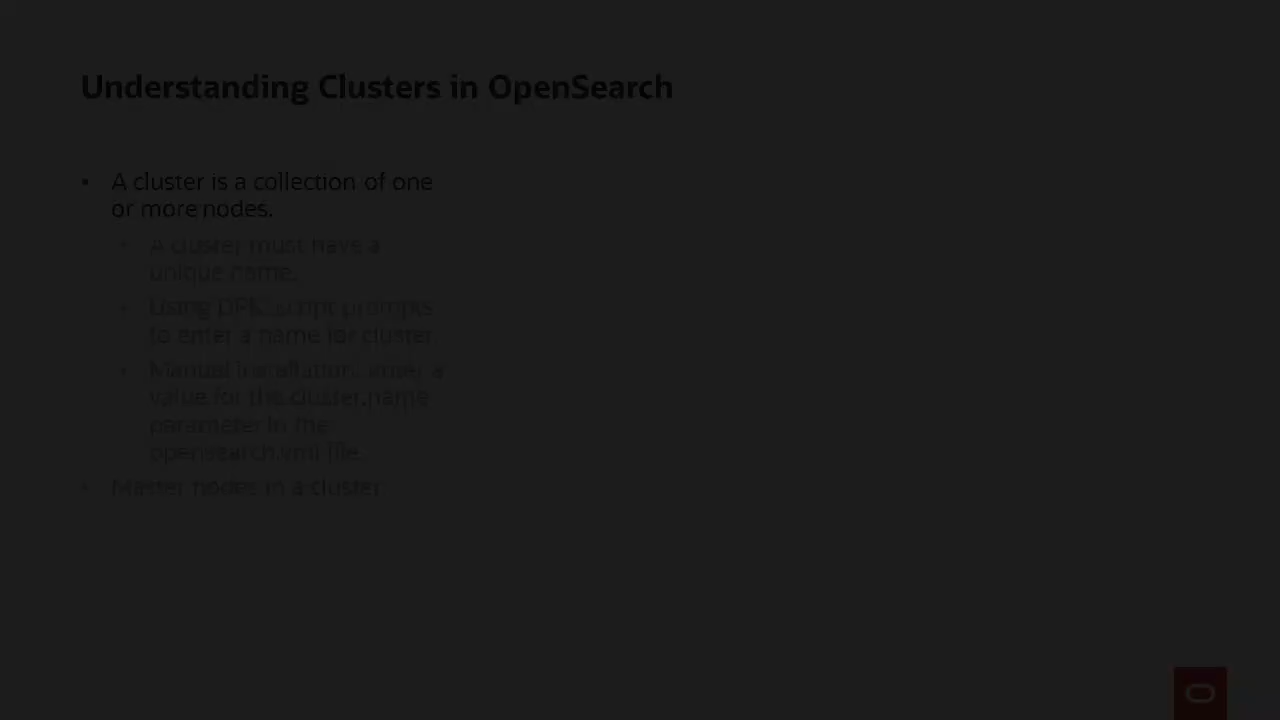 Understanding Clusters in OpenSearch
• A cluster is a collection of one
or more nodes.
• A cluster must have a
unique name.
• Using DPK: script prompts
to enter a name for cluster.
• Manual installation: enter a
value for the cluster.name
parameter in the
opensearch.yml file.
• Master nodes in a cluster